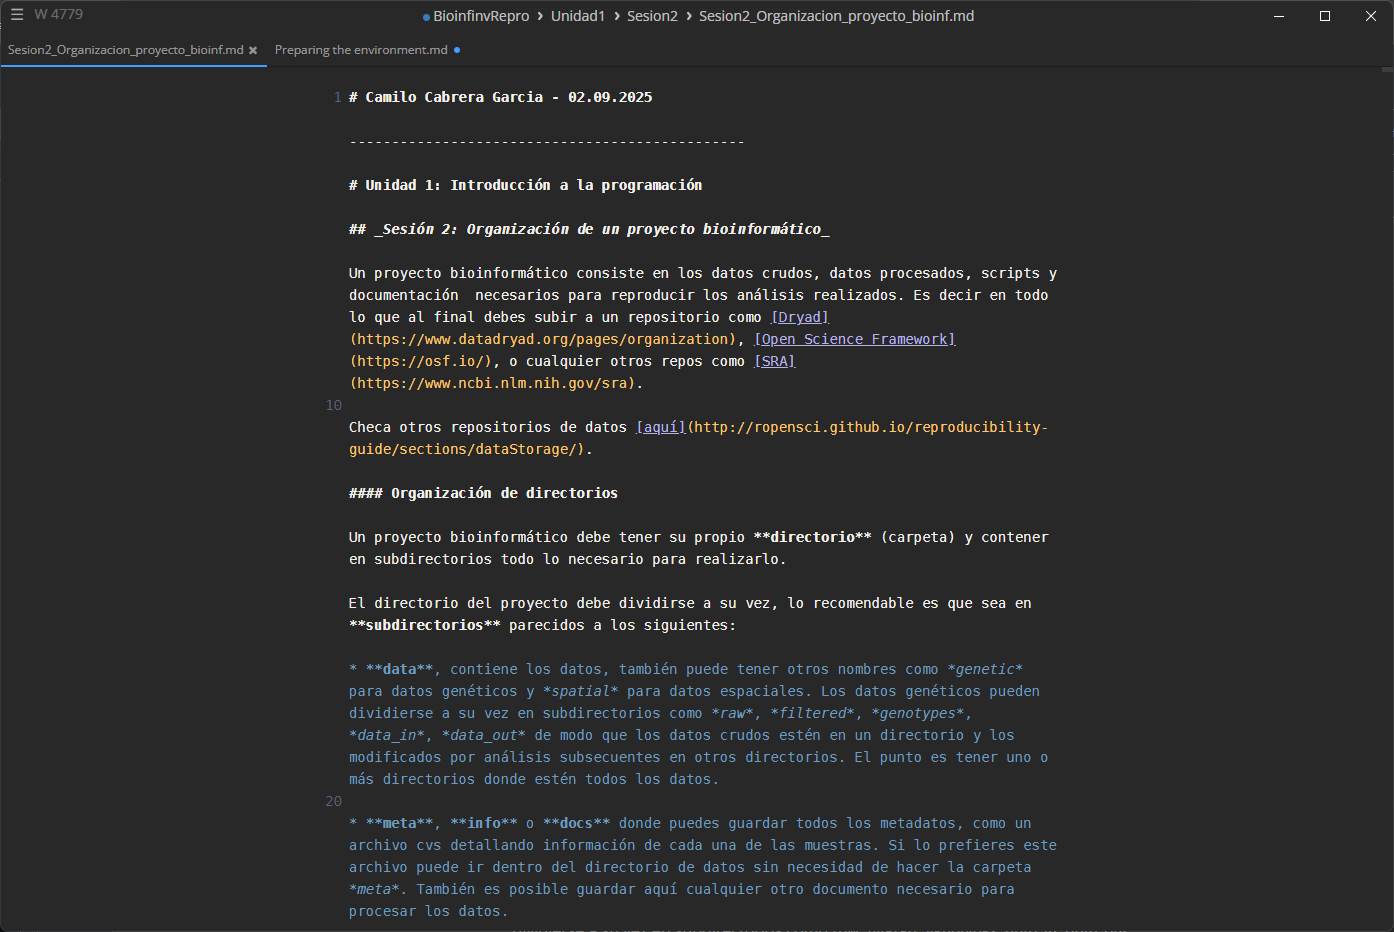 W 4779
BioinfinvRepro › Unidad1 › Sesion2 › Sesion2_Organizacion_proyecto_bioinf.md
Sesion2_Organizacion_proyecto_bioinf.md × Preparing the environment.md
1 # Camilo Cabrera Garcia - 02.09.2025
-----------------------------------------------
# Unidad 1: Introducción a la programación
## _Sesión 2: Organización de un proyecto bioinformático_
Un proyecto bioinformático consiste en los datos crudos, datos procesados, scripts y
documentación  necesarios para reproducir los análisis realizados. Es decir en todo
lo que al final debes subir a un repositorio como [Dryad]
(https://www.datadryad.org/pages/organization), [Open Science Framework]
(https://osf.io/), o cualquier otros repos como [SRA]
(https://www.ncbi.nlm.nih.gov/sra).
10
Checa otros repositorios de datos [aquí](http://ropensci.github.io/reproducibility-
guide/sections/dataStorage/).
#### Organización de directorios
Un proyecto bioinformático debe tener su propio **directorio** (carpeta) y contener
en subdirectorios todo lo necesario para realizarlo.
El directorio del proyecto debe dividirse a su vez, lo recomendable es que sea en
**subdirectorios** parecidos a los siguientes:
* **data**, contiene los datos, también puede tener otros nombres como *genetic*
para datos genéticos y *spatial* para datos espaciales. Los datos genéticos pueden
dividierse a su vez en subdirectorios como *raw*, *filtered*, *genotypes*,
*data_in*, *data_out* de modo que los datos crudos estén en un directorio y los
modificados por análisis subsecuentes en otros directorios. El punto es tener uno o
más directorios donde estén todos los datos.
20
* **meta**, **info** o **docs** donde puedes guardar todos los metadatos, como un
archivo cvs detallando información de cada una de las muestras. Si lo prefieres este
archivo puede ir dentro del directorio de datos sin necesidad de hacer la carpeta
*meta*. También es posible guardar aquí cualquier otro documento necesario para
procesar los datos.